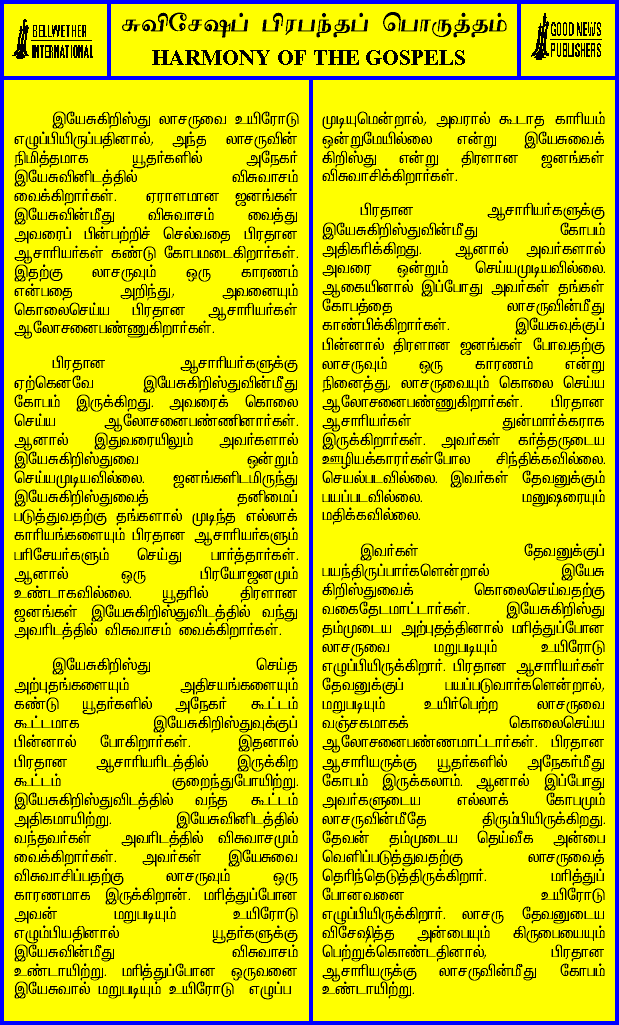 BELLWETHER
INTERNATIONAL
சுவிசேஷப் பிரபந்தப் பொருத்தம்
HARMONY OF THE GOSPELS
GOOD NEWS
PUBLISHERS
இயேசுகிறிஸ்து லாசருவை உயிரோடு
எழுப்பியிருப்பதினால், அந்த லாசருவின்
நிமித்தமாக யூதர்களில் அநேகர்
இயேசுவினிடத்தில் விசுவாசம்
வைக்கிறார்கள். ஏராளமான ஜனங்கள்
இயேசுவின்மீது விசுவாசம் வைத்து
அவரைப் பின்பற்றிச் செல்வதை பிரதான
ஆசாரியர்கள் கண்டு கோபமடைகிறார்கள்.
இதற்கு லாசருவும் ஒரு காரணம்
என்பதை அறிந்து, அவனையும்
கொலைசெய்ய பிரதான ஆசாரியர்கள்
ஆலோசனைபண்ணுகிறார்கள்.
பிரதான ஆசாரியர்களுக்கு
ஏற்கெனவே இயேசுகிறிஸ்துவின்மீது
கோபம் இருக்கிறது. அவரைக் கொலை
செய்ய ஆலோசனைபண்ணினார்கள்.
ஆனால் இதுவரையிலும் அவர்களால்
இயேசுகிறிஸ்துவை ஒன்றும்
செய்யமுடியவில்லை. ஜனங்களிடமிருந்து
இயேசுகிறிஸ்துவைத் தனிமைப்
படுத்துவதற்கு தங்களால் முடிந்த எல்லாக்
காரியங்களையும் பிரதான ஆசாரியர்களும்
பரிசேயர்களும் செய்து பார்த்தார்கள்.
ஆனால் ஒரு பிரயோஜனமும்
உண்டாகவில்லை. யூதரில் திரளான
ஜனங்கள் இயேசுகிறிஸ்துவிடத்தில் வந்து
அவரிடத்தில் விசுவாசம் வைக்கிறார்கள்.
இயேசுகிறிஸ்து செய்த
அற்புதங்களையும் அதிசயங்களையும்
கண்டு யூதர்களில் அநேகர் கூட்டம்
கூட்டமாக இயேசுகிறிஸ்துவுக்குப்
பின்னால் போகிறார்கள். இதனால்
பிரதான ஆசாரியரிடத்தில் இருக்கிற
கூட்டம் குறைந்துபோயிற்று.
இயேசுகிறிஸ்துவிடத்தில் வந்த கூட்டம்
அதிகமாயிற்று. இயேசுவினிடத்தில்
வந்தவர்கள் அவரிடத்தில் விசுவாசமும்
வைக்கிறார்கள். அவர்கள் இயேசுவை
விசுவாசிப்பதற்கு லாசருவும் ஒரு
காரணமாக இருக்கிறான். மரித்துப்போன
அவன் மறுபடியும் உயிரோடு
எழும்பியதினால் யூதர்களுக்கு
இயேசுவின்மீது விசுவாசம்
உண்டாயிற்று. மரித்துப்போன ஒருவனை
இயேசுவால் மறுபடியும் உயிரோடு எழுப்ப
முடியுமென்றால், அவரால் கூடாத காரியம்
ஒன்றுமேயில்லை என்று இயேசுவைக்
கிறிஸ்து என்று திரளான ஜனங்கள்
விசுவாசிக்கிறார்கள்.
பிரதான ஆசாரியர்களுக்கு
இயேசுகிறிஸ்துவின்மீது கோபம்
அதிகரிக்கிறது. ஆனால் அவர்களால்
அவரை ஒன்றும் செய்யமுடியவில்லை.
ஆகையினால் இப்போது அவர்கள் தங்கள்
கோபத்தை லாசருவின்மீது
காண்பிக்கிறார்கள். இயேசுவுக்குப்
பின்னால் திரளான ஜனங்கள் போவதற்கு
லாசருவும் ஒரு காரணம் என்று
நினைத்து, லாசருவையும் கொலை செய்ய
ஆலோசனைபண்ணுகிறார்கள். பிரதான
ஆசாரியர்கள் துன்மார்க்கராக
இருக்கிறார்கள். அவர்கள் கர்த்தருடைய
ஊழியக்காரர்கள்போல சிந்திக்கவில்லை.
செயல்படவில்லை. இவர்கள் தேவனுக்கும்
பயப்படவில்லை. மனுஷரையும்
மதிக்கவில்லை.
இவர்கள் தேவனுக்குப்
பயந்திருப்பார்களென்றால் இயேசு
கிறிஸ்துவைக் கொலைசெய்வதற்கு
வகைதேடமாட்டார்கள். இயேசுகிறிஸ்து
தம்முடைய அற்புதத்தினால் மரித்துப்போன
லாசருவை மறுபடியும் உயிரோடு
எழுப்பியிருக்கிறார். பிரதான ஆசாரியர்கள்
தேவனுக்குப் பயப்படுவார்களென்றால்,
மறுபடியும் உயிர்பெற்ற லாசருவை
வஞ்சகமாகக் கொலைசெய்ய
ஆலோசனைபண்ணமாட்டார்கள். பிரதான
ஆசாரியருக்கு யூதர்களில் அநேகர்மீது
கோபம் இருக்கலாம். ஆனால் இப்போது
அவர்களுடைய எல்லாக் கோபமும்
லாசருவின்மீதே திரும்பியிருக்கிறது.
தேவன் தம்முடைய தெய்வீக அன்பை
வெளிப்படுத்துவதற்கு லாசருவைத்
தெரிந்தெடுத்திருக்கிறார். மரித்துப்
போனவனை உயிரோடு
எழுப்பியிருக்கிறார். லாசரு தேவனுடைய
விசேஷித்த அன்பையும் கிருபையையும்
பெற்றுக்கொண்டதினால், பிரதான
ஆசாரியருக்கு லாசருவின்மீது கோபம்
உண்டாயிற்று.